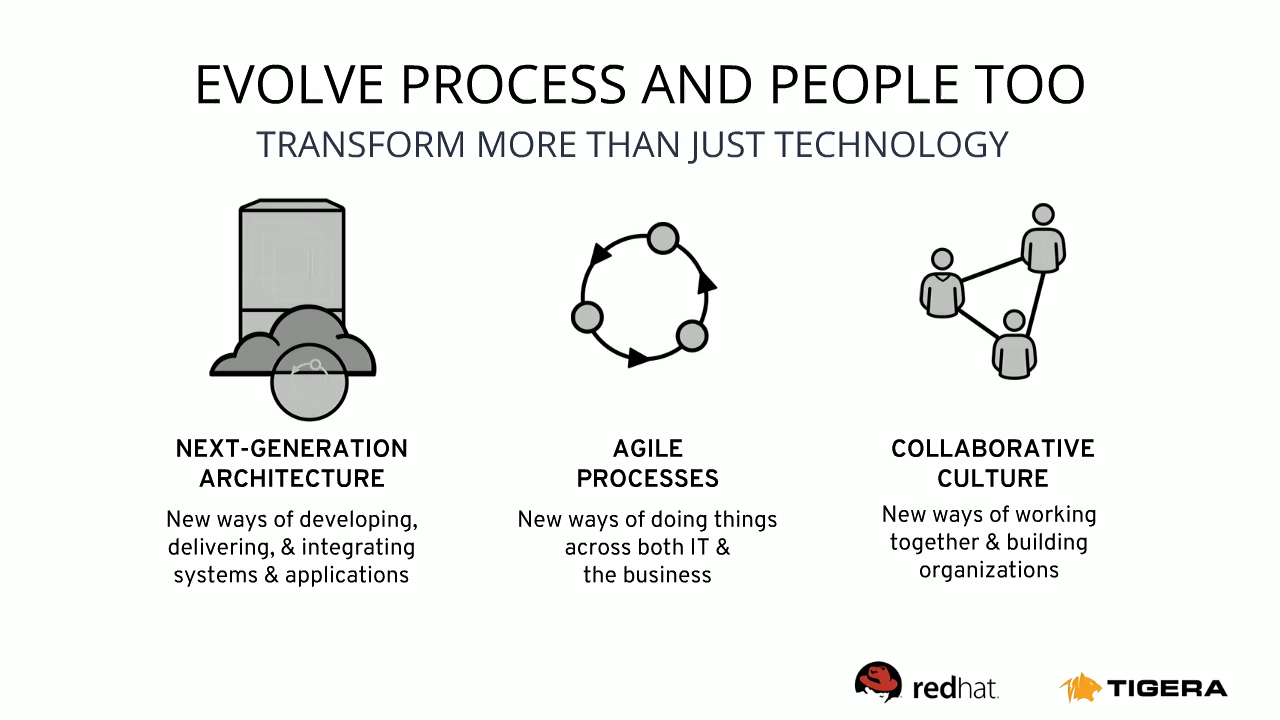 EVOLVE PROCESS AND PEOPLE TOO
TRANSFORM MORE THAN JUST TECHNOLOGY
NEXT-GENERATION
ARCHITECTURE
New ways of developing,
delivering, & integrating
systems & applications
AGILE
PROCESSES
New ways of doing things
across both IT &
the business
COLLABORATIVE
CULTURE
New ways of working
together & building
organizations
redhat.
TIGERA